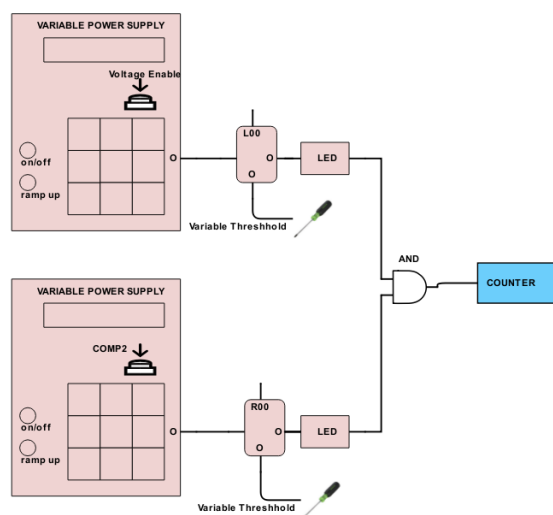 VARIABLE POWER SUPPLY
Voltage Enable
L00
O
O
O
LED
on/off
ramp up
Variable Threshhold
AND
COUNTER
VARIABLE POWER SUPPLY
COMP2
R00
O
O
O
LED
on/off
ramp up
Variable Threshhold